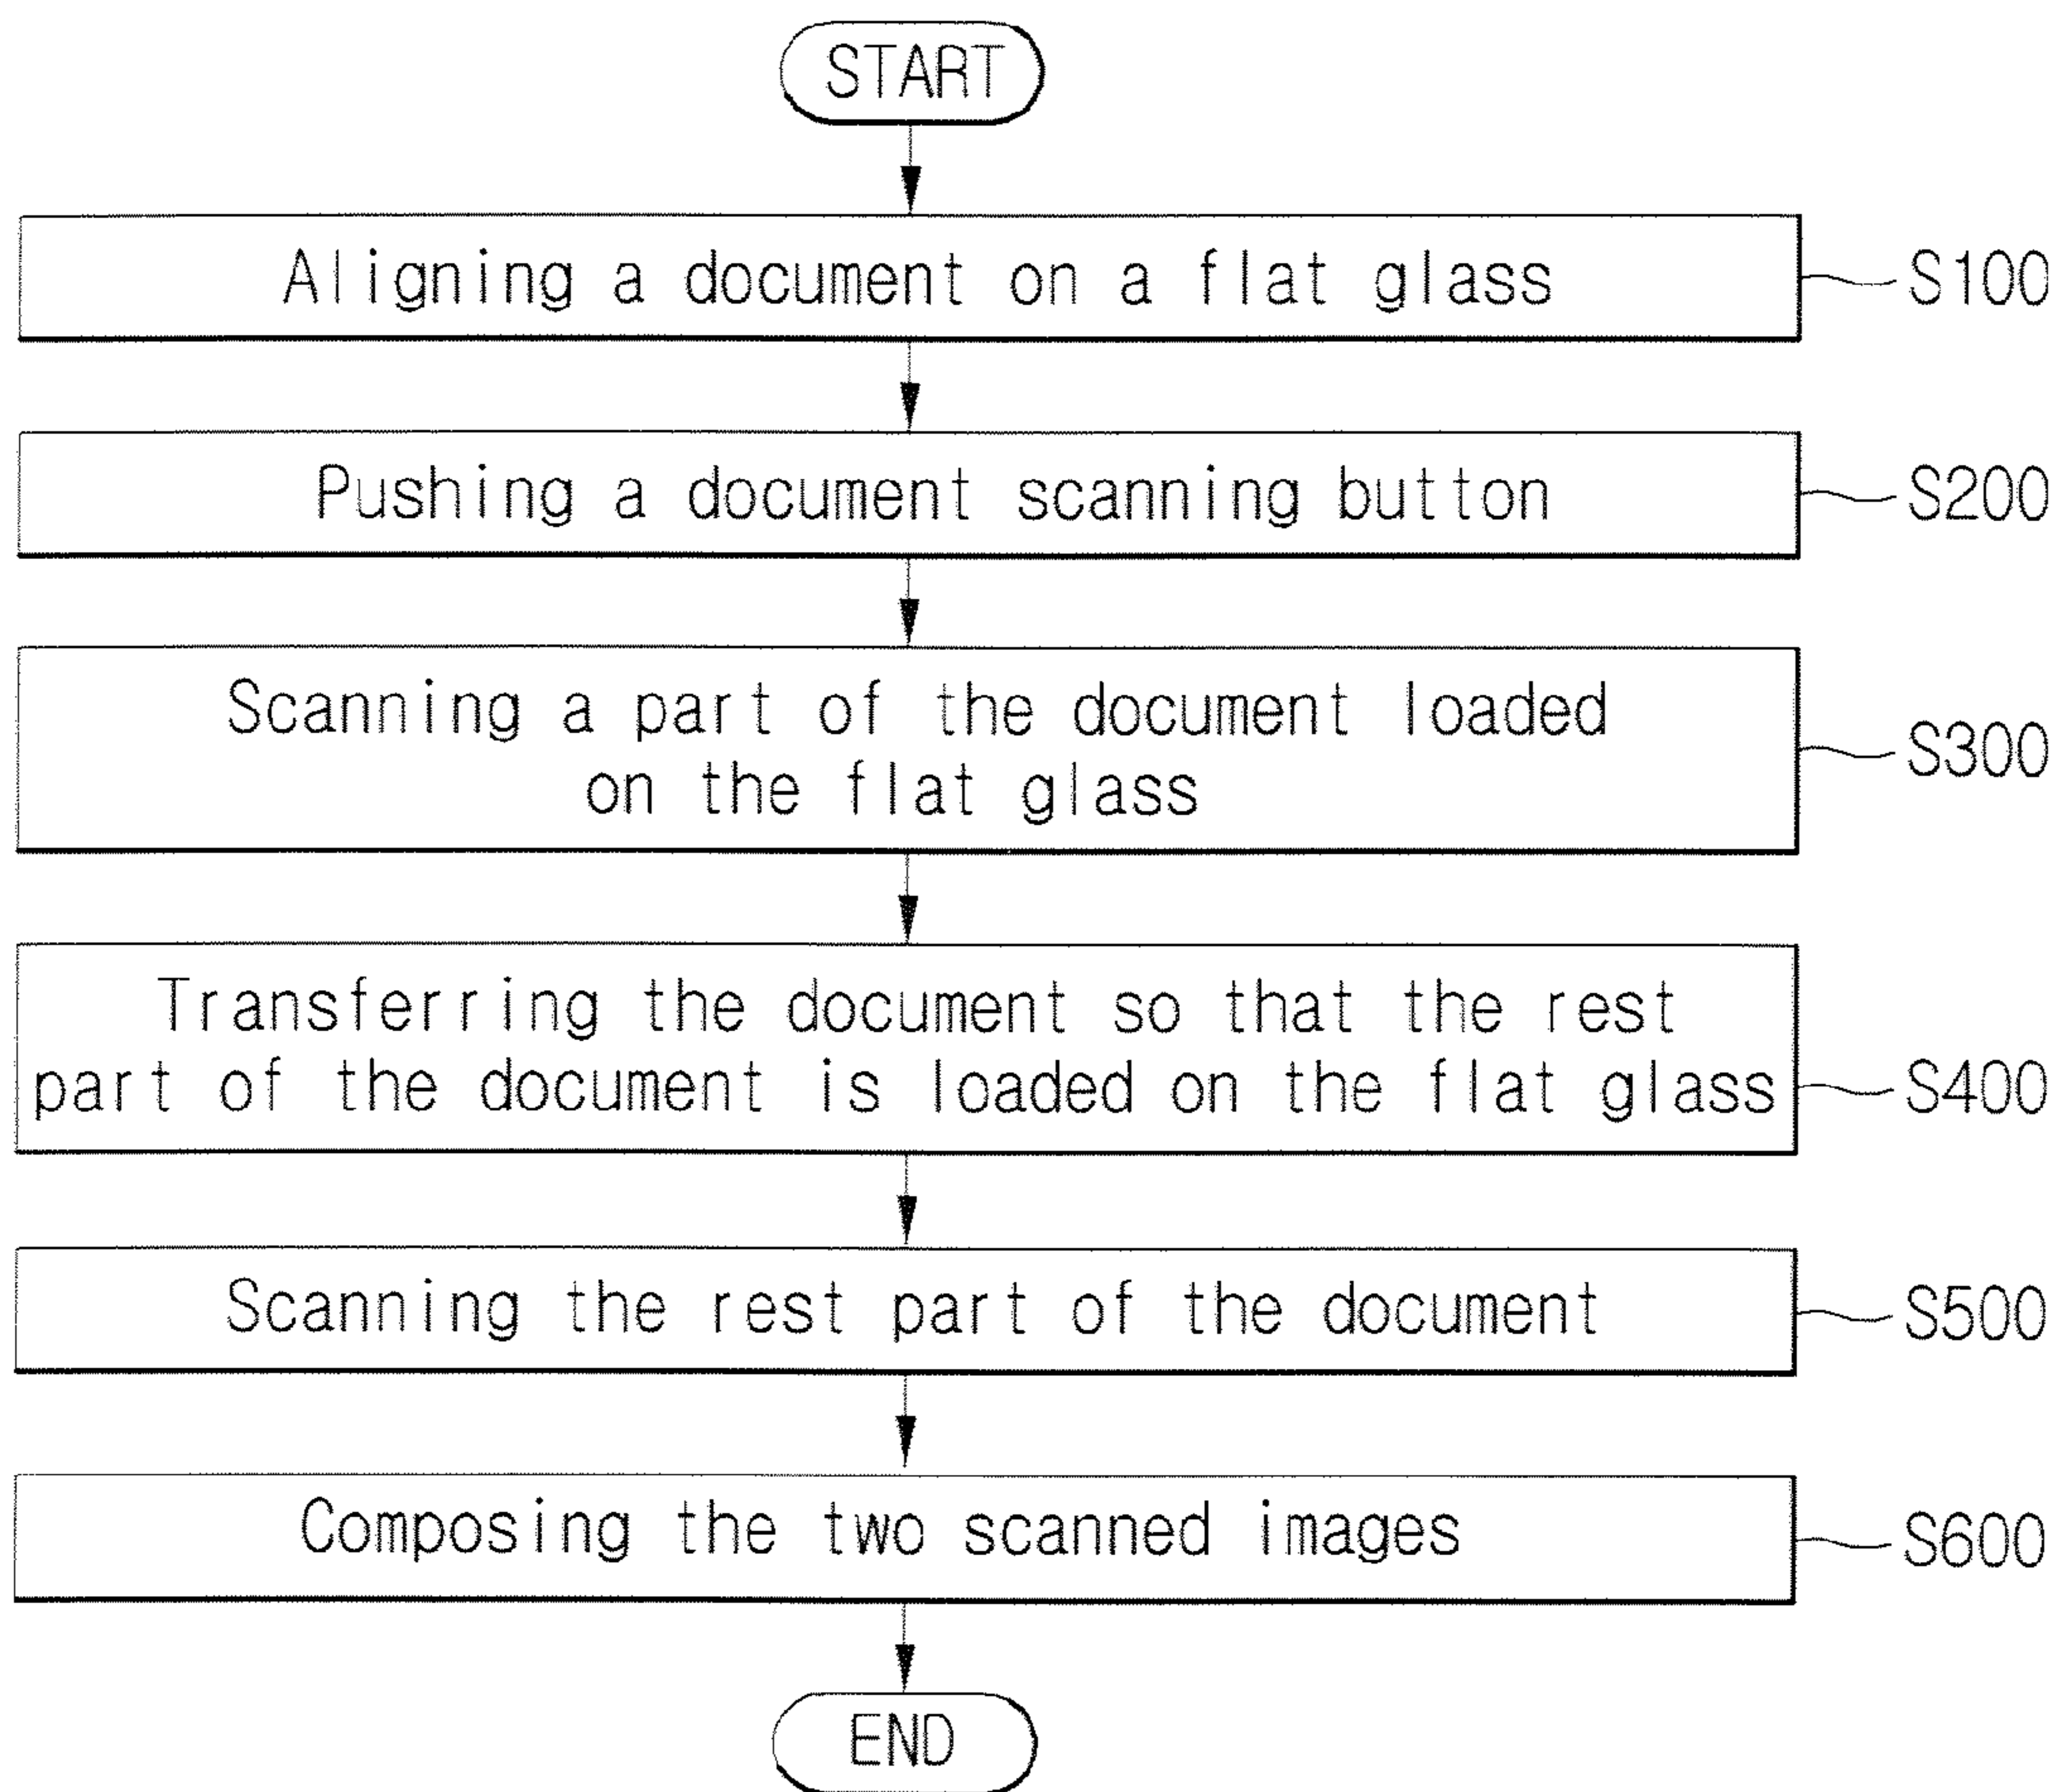 START
Aligning a document on a flat glass
S100
Pushing a document scanning button
S200
Scanning a part of the document loaded
on the flat glass
S300
Transferring the document so that the rest
part of the document is loaded on the flat glass
S400
Scanning the rest part of the document
S500
Composing the two scanned images
S600
END